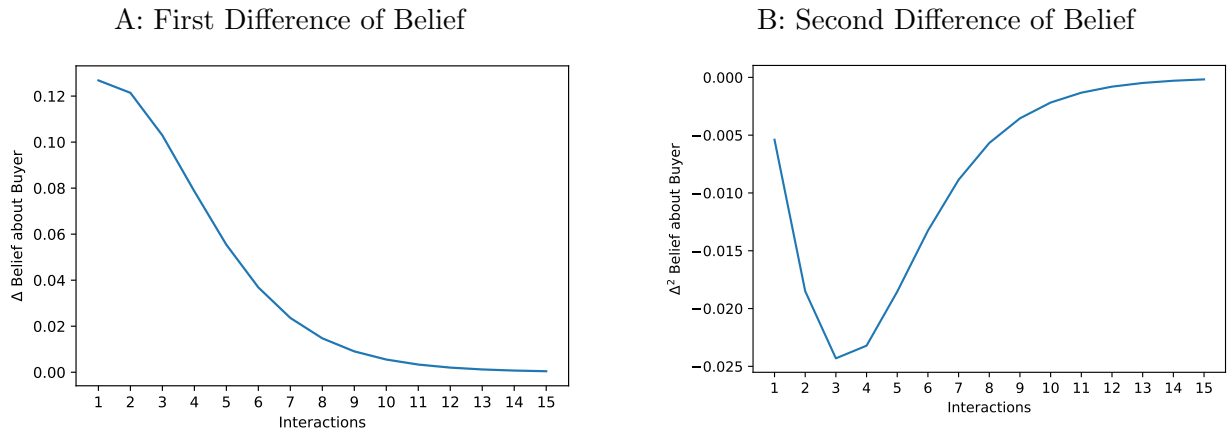 A: First Difference of Belief
0.12
0.10
0.08
0.06
0.04
0.02
0.00
Δ Belief about Buyer
1 2 3 4 5 6 7 8 9 10 11 12 13 14 15
Interactions
B: Second Difference of Belief
0.000
−0.005
−0.010
−0.015
−0.020
−0.025
Δ² Belief about Buyer
1 2 3 4 5 6 7 8 9 10 11 12 13 14 15
Interactions